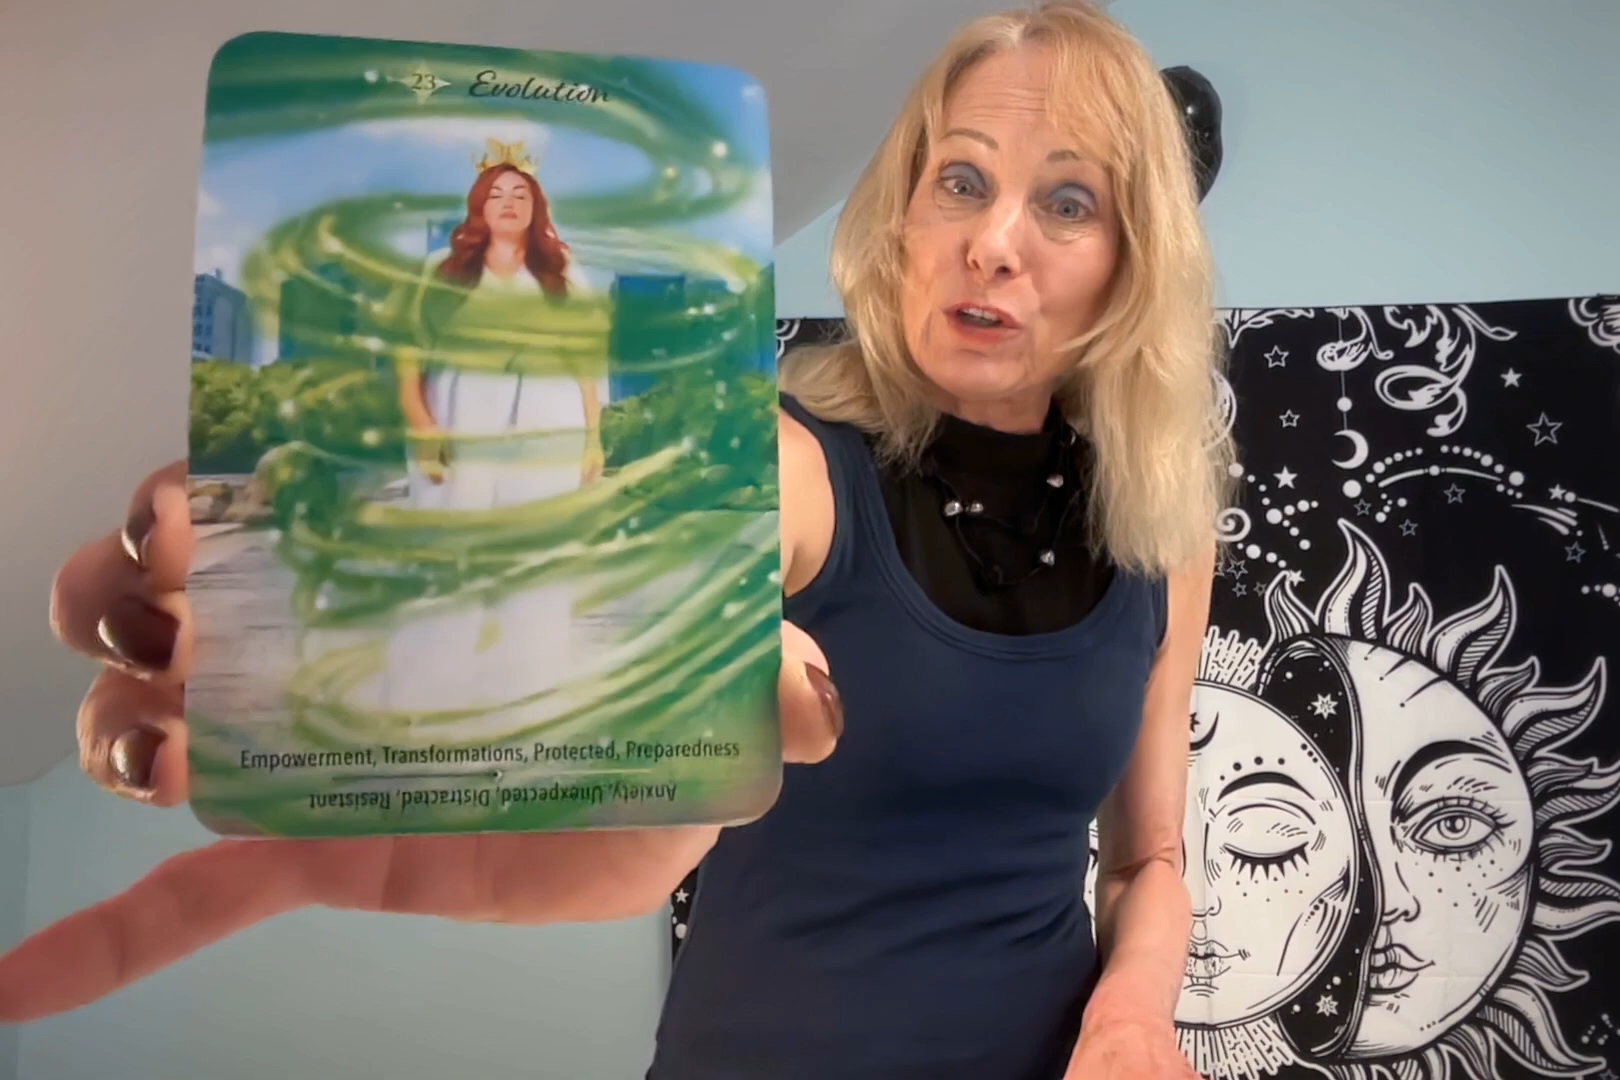 23 Evolution
Empowerment, Transformations, Protected, Preparedness
Anxiety, Unexpected, Distracted, Resistant